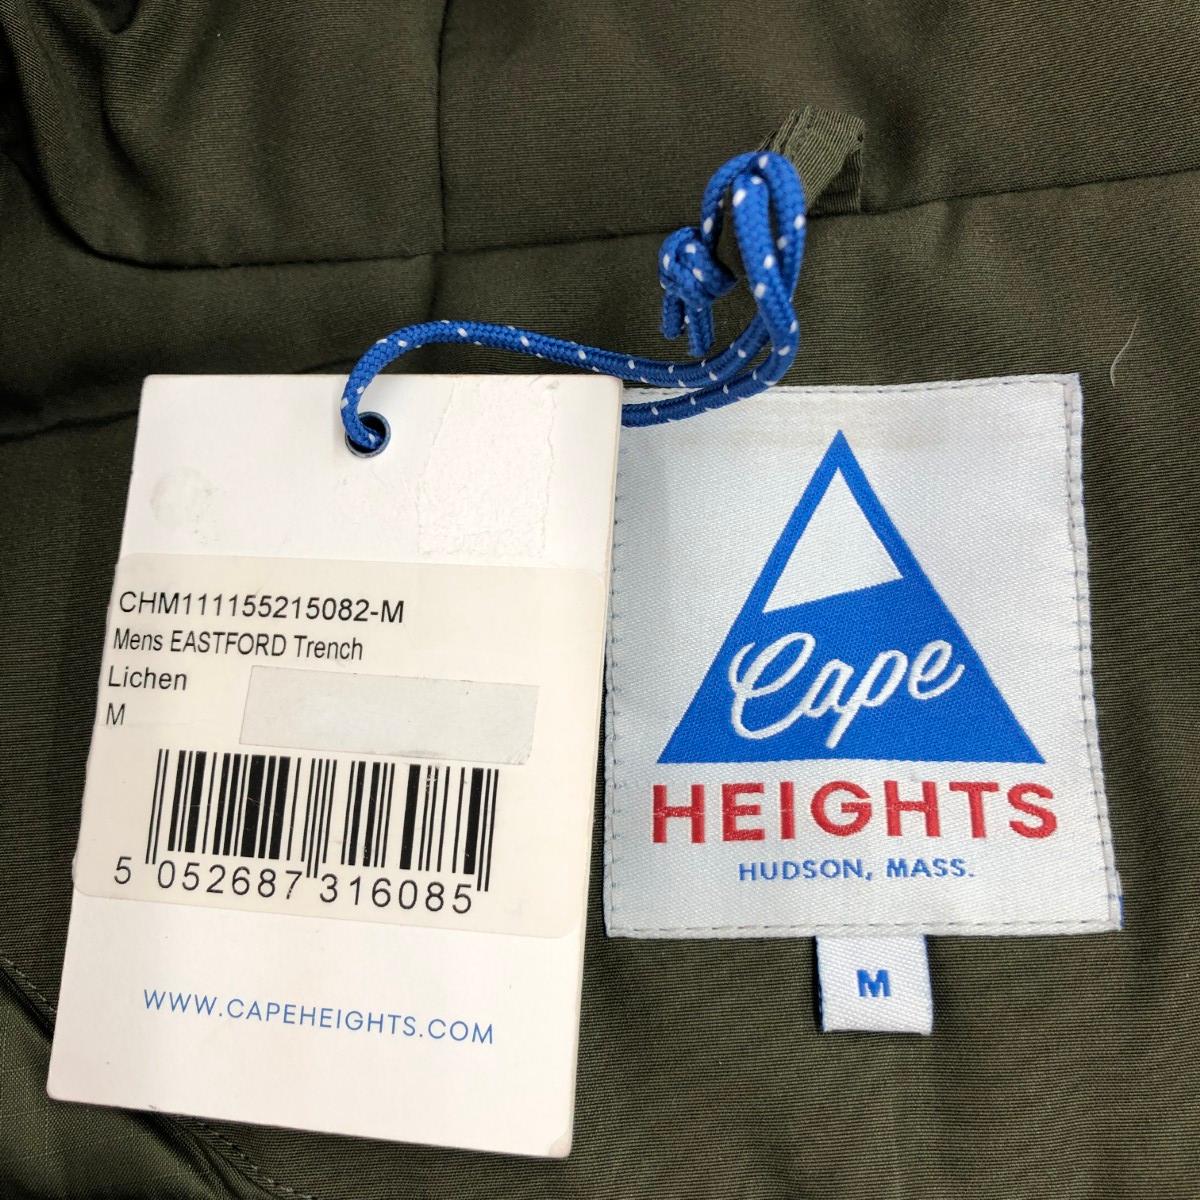 CHM111155215082-M
Mens EASTFORD Trench
Lichen
M
5 052687 316085
WWW.CAPEHEIGHTS.COM
Cape
HEIGHTS
HUDSON, MASS.
M